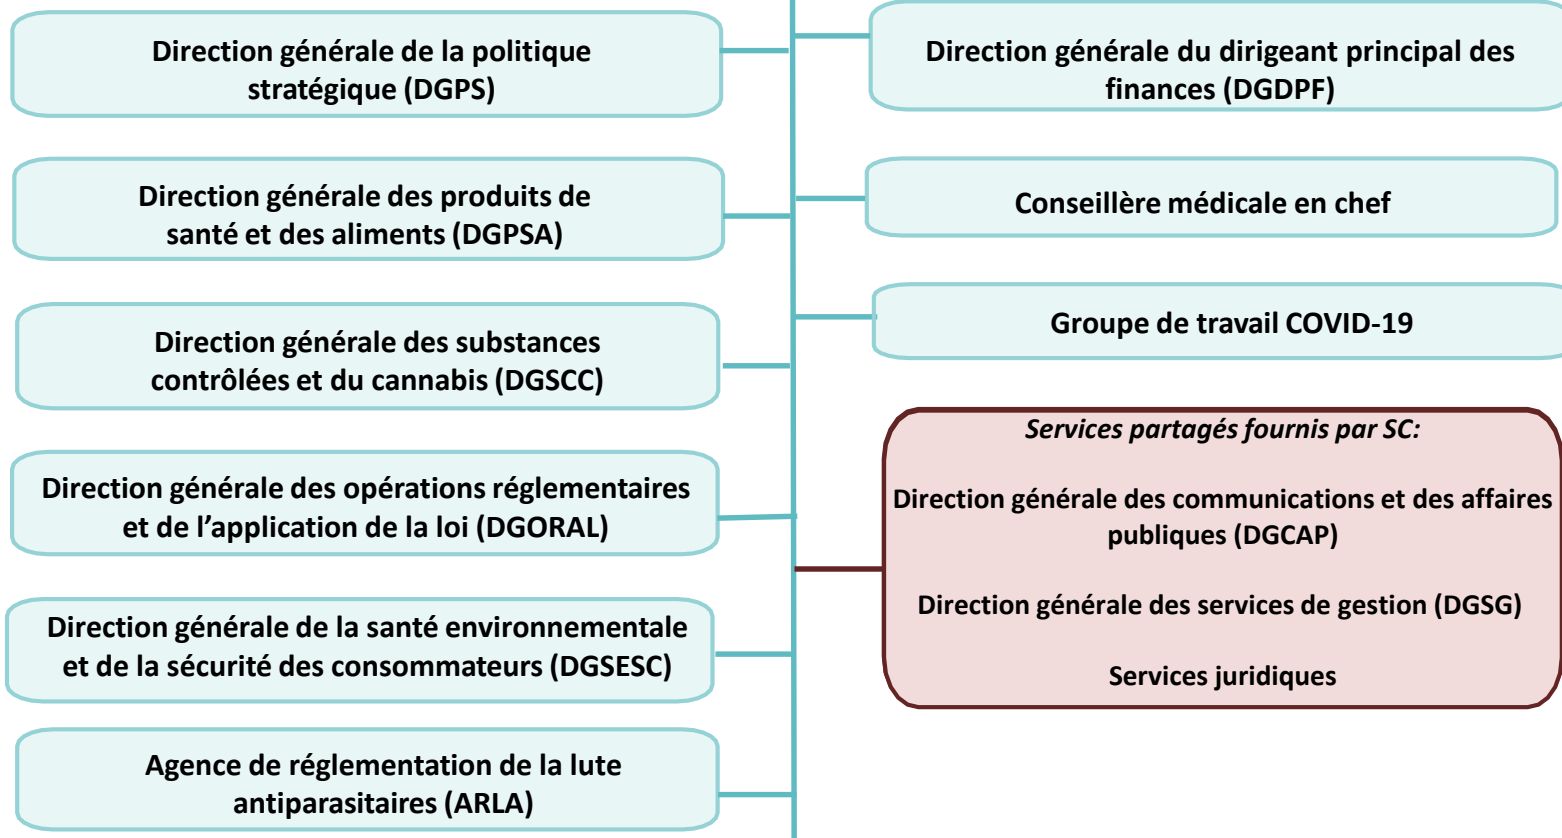 Direction générale de la politique
stratégique (DGPS)
Direction générale des produits de
santé et des aliments (DGPSA)
Direction générale des substances
contrôlées et du cannabis (DGSCC)
Direction générale des opérations réglementaires
et de l’application de la loi (DGORAL)
Direction générale de la santé environnementale
et de la sécurité des consommateurs (DGSESC)
Agence de réglementation de la lute
antiparasitaires (ARLA)
Direction générale du dirigeant principal des
finances (DGDPF)
Conseillère médicale en chef
Groupe de travail COVID-19
Services partagés fournis par SC:
Direction générale des communications et des affaires
publiques (DGCAP)
Direction générale des services de gestion (DGSG)
Services juridiques